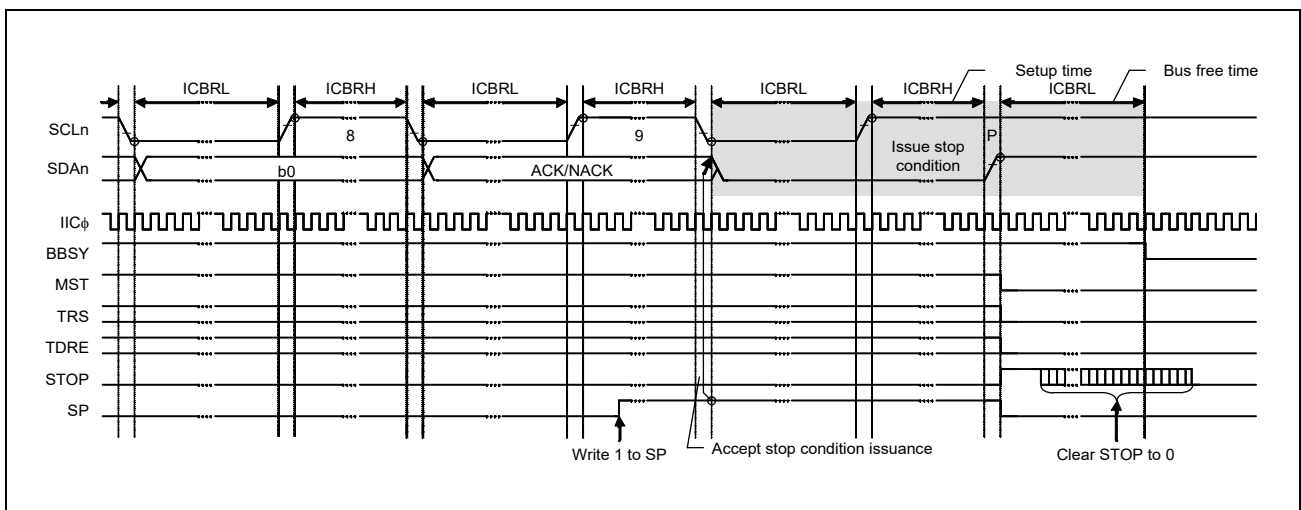 Setup time
Bus free time
ICBRL ICBRH ICBRL ICBRH ICBRL ICBRH ICBRL
SCLn
8
9
P
Issue stop
condition
SDAn
b0
ACK/NACK
IICϕ
BBSY
MST
TRS
TDRE
STOP
SP
Write 1 to SP
Accept stop condition issuance
Clear STOP to 0